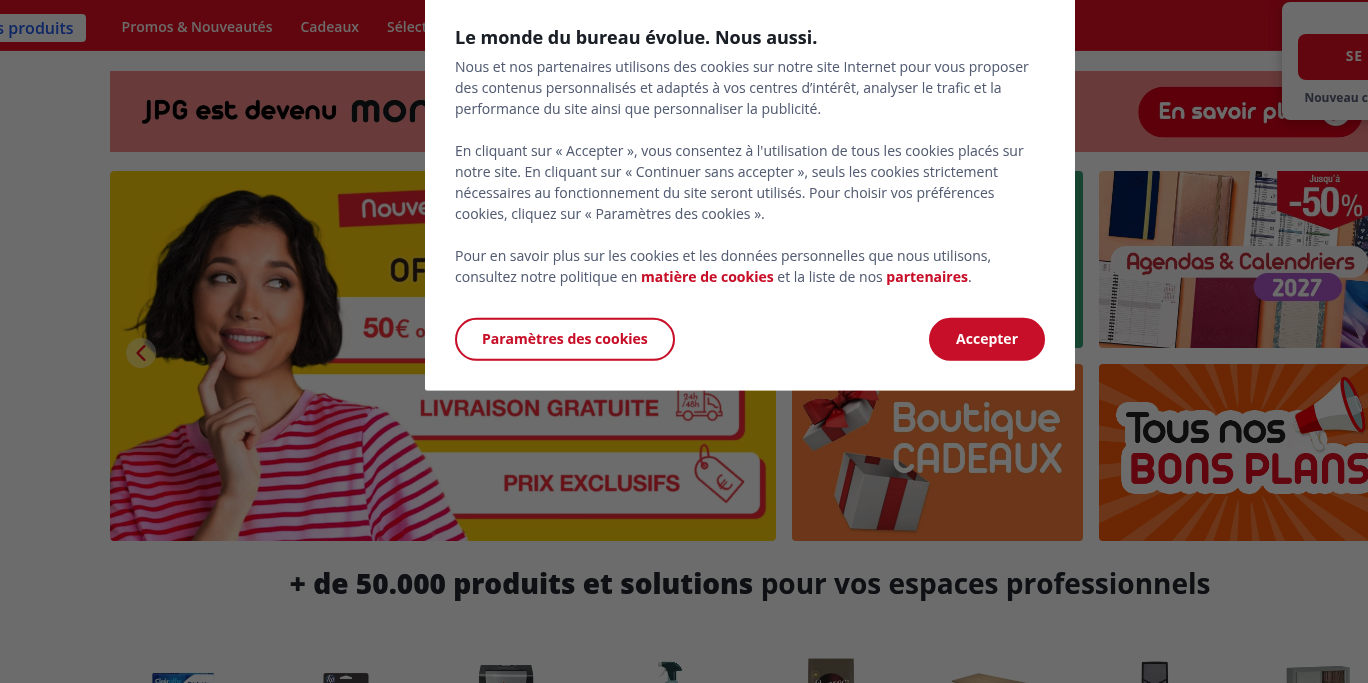 s produits
Promos & Nouveautés
Cadeaux
Sélect
SE
Nouveau c
JPG est devenu mon
En savoir pl
Le monde du bureau évolue. Nous aussi.
Nous et nos partenaires utilisons des cookies sur notre site Internet pour vous proposer
des contenus personnalisés et adaptés à vos centres d’intérêt, analyser le trafic et la
performance du site ainsi que personnaliser la publicité.
En cliquant sur « Accepter », vous consentez à l'utilisation de tous les cookies placés sur
notre site. En cliquant sur « Continuer sans accepter », seuls les cookies strictement
nécessaires au fonctionnement du site seront utilisés. Pour choisir vos préférences
cookies, cliquez sur « Paramètres des cookies ».
Pour en savoir plus sur les cookies et les données personnelles que nous utilisons,
consultez notre politique en matière de cookies et la liste de nos partenaires.
Paramètres des cookies
Accepter
Nouve
OF
50€ o
LIVRAISON GRATUITE
24h/48h
PRIX EXCLUSIFS
Jusqu'à
-50%
Agendas & Calendriers
2027
Boutique
CADEAUX
Tous nos
BONS PLANS
+ de 50.000 produits et solutions pour vos espaces professionnels